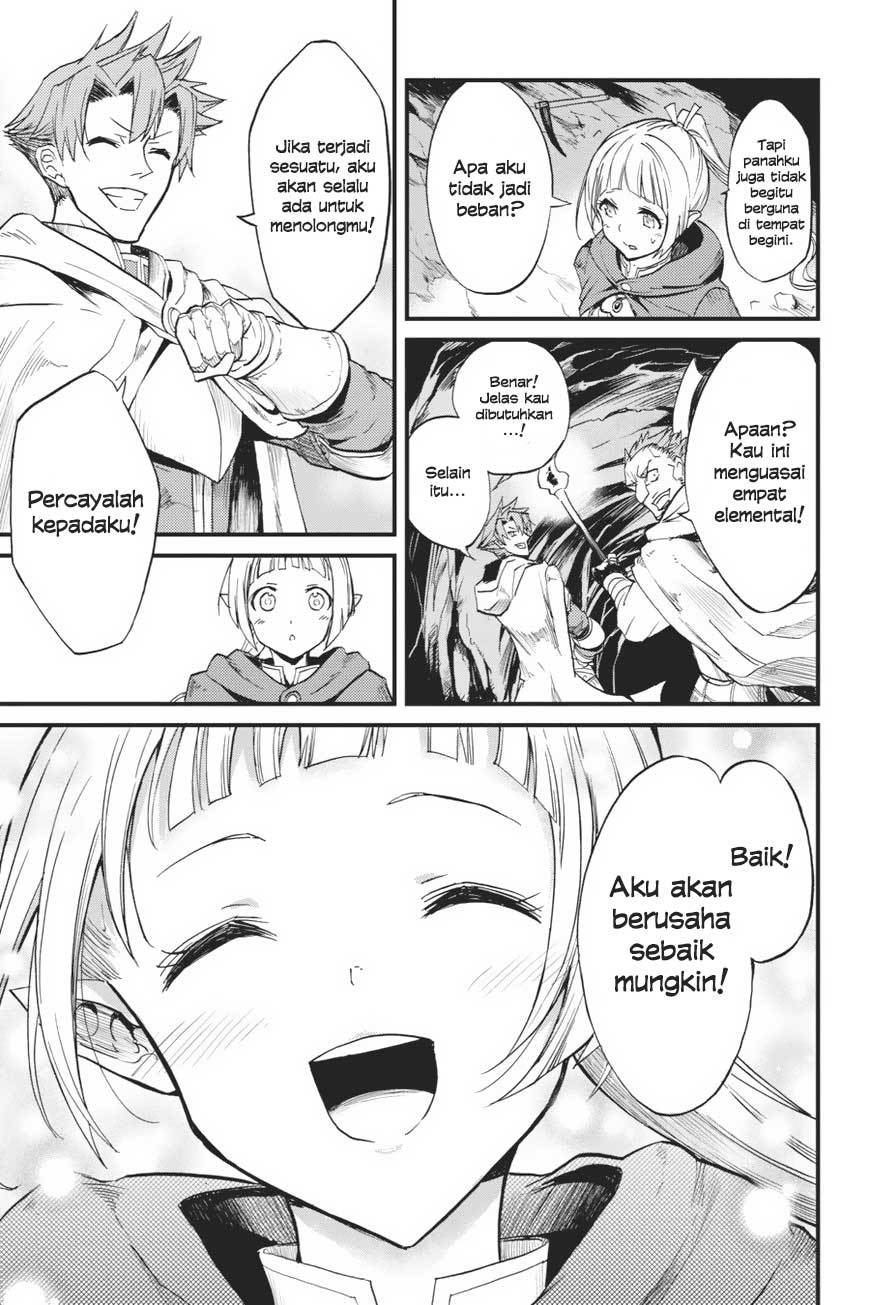 Tapi
panahku
juga tidak
begitu
berguna
di tempat
begini.
Apa aku
tidak jadi
beban?
Apaan?
Kau ini
menguasai
empat
elemental!
Benar!
Jelas kau
dibutuhkan
...!
Selain
itu...
Jika terjadi
sesuatu, aku
akan selalu
ada untuk
menolongmu!
Percayalah
kepadaku!
Baik!
Aku akan
berusaha
sebaik
mungkin!